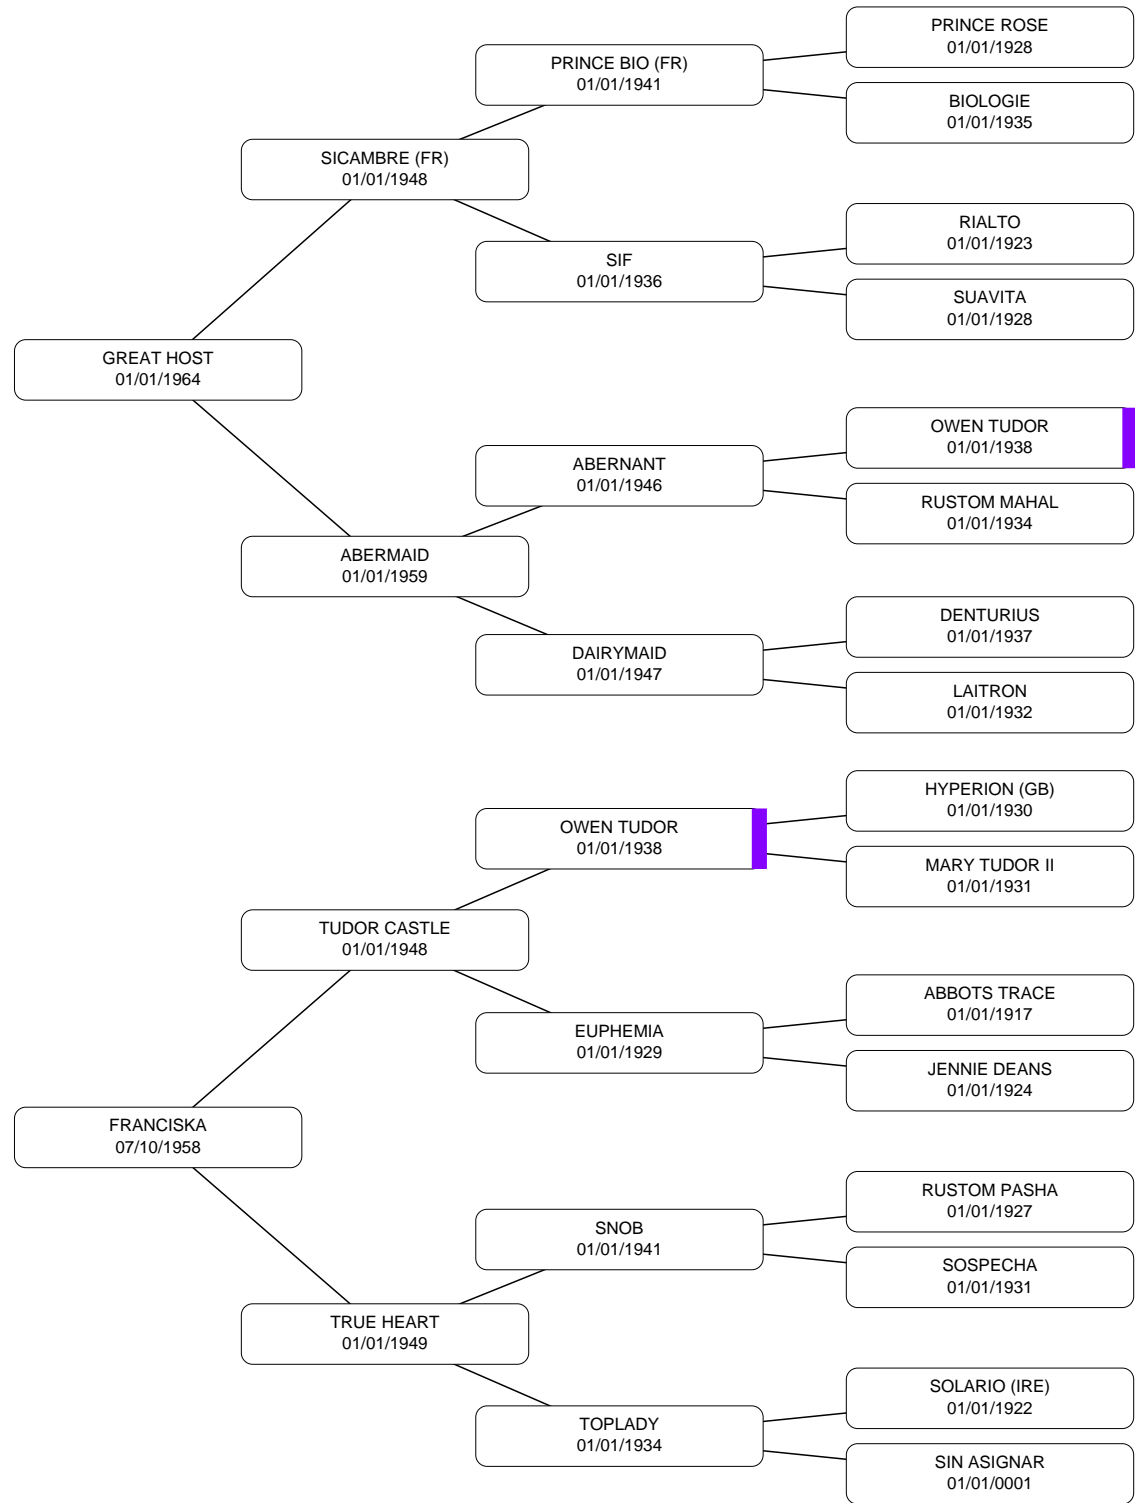 PRINCE ROSE
01/01/1928
PRINCE BIO (FR)
01/01/1941
BIOLOGIE
01/01/1935
SICAMBRE (FR)
01/01/1948
RIALTO
01/01/1923
SIF
01/01/1936
SUAVITA
01/01/1928
GREAT HOST
01/01/1964
OWEN TUDOR
01/01/1938
ABERNANT
01/01/1946
RUSTOM MAHAL
01/01/1934
ABERMAID
01/01/1959
DENTURIUS
01/01/1937
DAIRYMAID
01/01/1947
LAITRON
01/01/1932
HYPERION (GB)
01/01/1930
OWEN TUDOR
01/01/1938
MARY TUDOR II
01/01/1931
TUDOR CASTLE
01/01/1948
ABBOTS TRACE
01/01/1917
EUPHEMIA
01/01/1929
JENNIE DEANS
01/01/1924
FRANCISKA
07/10/1958
RUSTOM PASHA
01/01/1927
SNOB
01/01/1941
SOSPECHA
01/01/1931
TRUE HEART
01/01/1949
SOLARIO (IRE)
01/01/1922
TOPLADY
01/01/1934
SIN ASIGNAR
01/01/0001